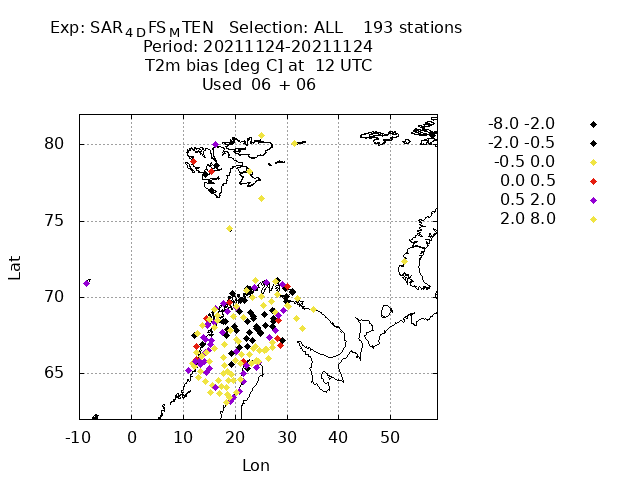 Exp: SAR4DFSMTEN Selection: ALL 193 stations
Period: 20211124-20211124
T2m bias [deg C] at 12 UTC
Used 06 + 06
-8.0 -2.0
-2.0 -0.5
-0.5 0.0
0.0 0.5
0.5 2.0
2.0 8.0
80
75
70
65
Lat
-10 0 10 20 30 40 50
Lon